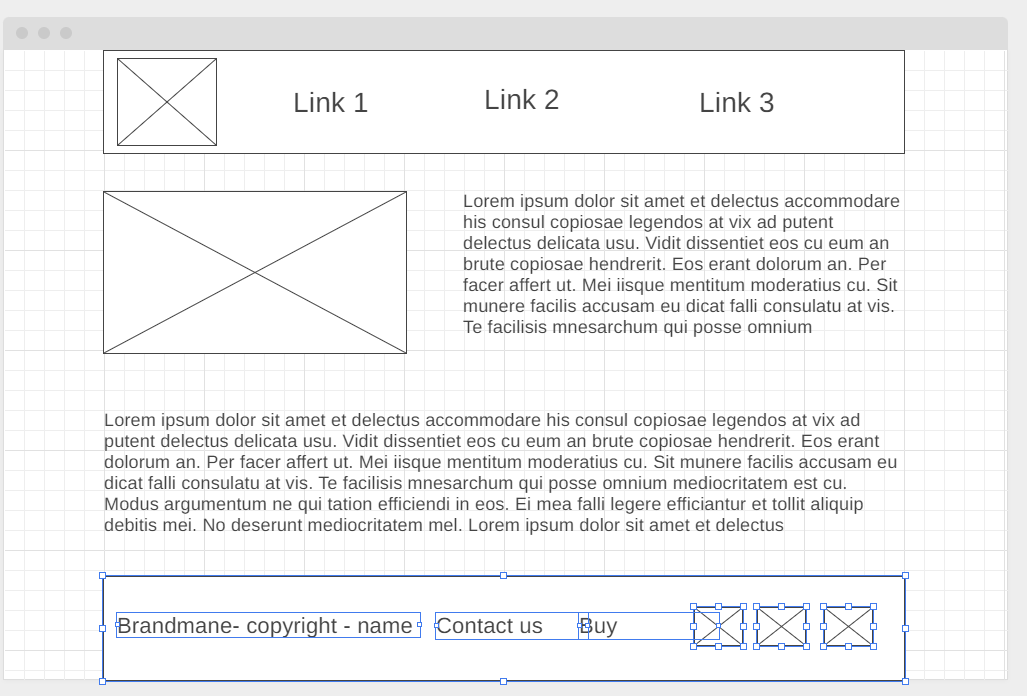 Link 1
Link 2
Link 3
Lorem ipsum dolor sit amet et delectus accommodare
his consul copiosae legendos at vix ad putent
delectus delicata usu. Vidit dissentiet eos cu eum an
brute copiosae hendrerit. Eos erant dolorum an. Per
facer affert ut. Mei iisque mentitum moderatius cu. Sit
munere facilis accusam eu dicat falli consulatu at vis.
Te facilisis mnesarchum qui posse omnium
Lorem ipsum dolor sit amet et delectus accommodare his consul copiosae legendos at vix ad
putent delectus delicata usu. Vidit dissentiet eos cu eum an brute copiosae hendrerit. Eos erant
dolorum an. Per facer affert ut. Mei iisque mentitum moderatius cu. Sit munere facilis accusam eu
dicat falli consulatu at vis. Te facilisis mnesarchum qui posse omnium mediocritatem est cu.
Modus argumentum ne qui tation efficiendi in eos. Ei mea falli legere efficiantur et tollit aliquip
debitis mei. No deserunt mediocritatem mel. Lorem ipsum dolor sit amet et delectus
Brandmane- copyright - name
Contact us
Buy